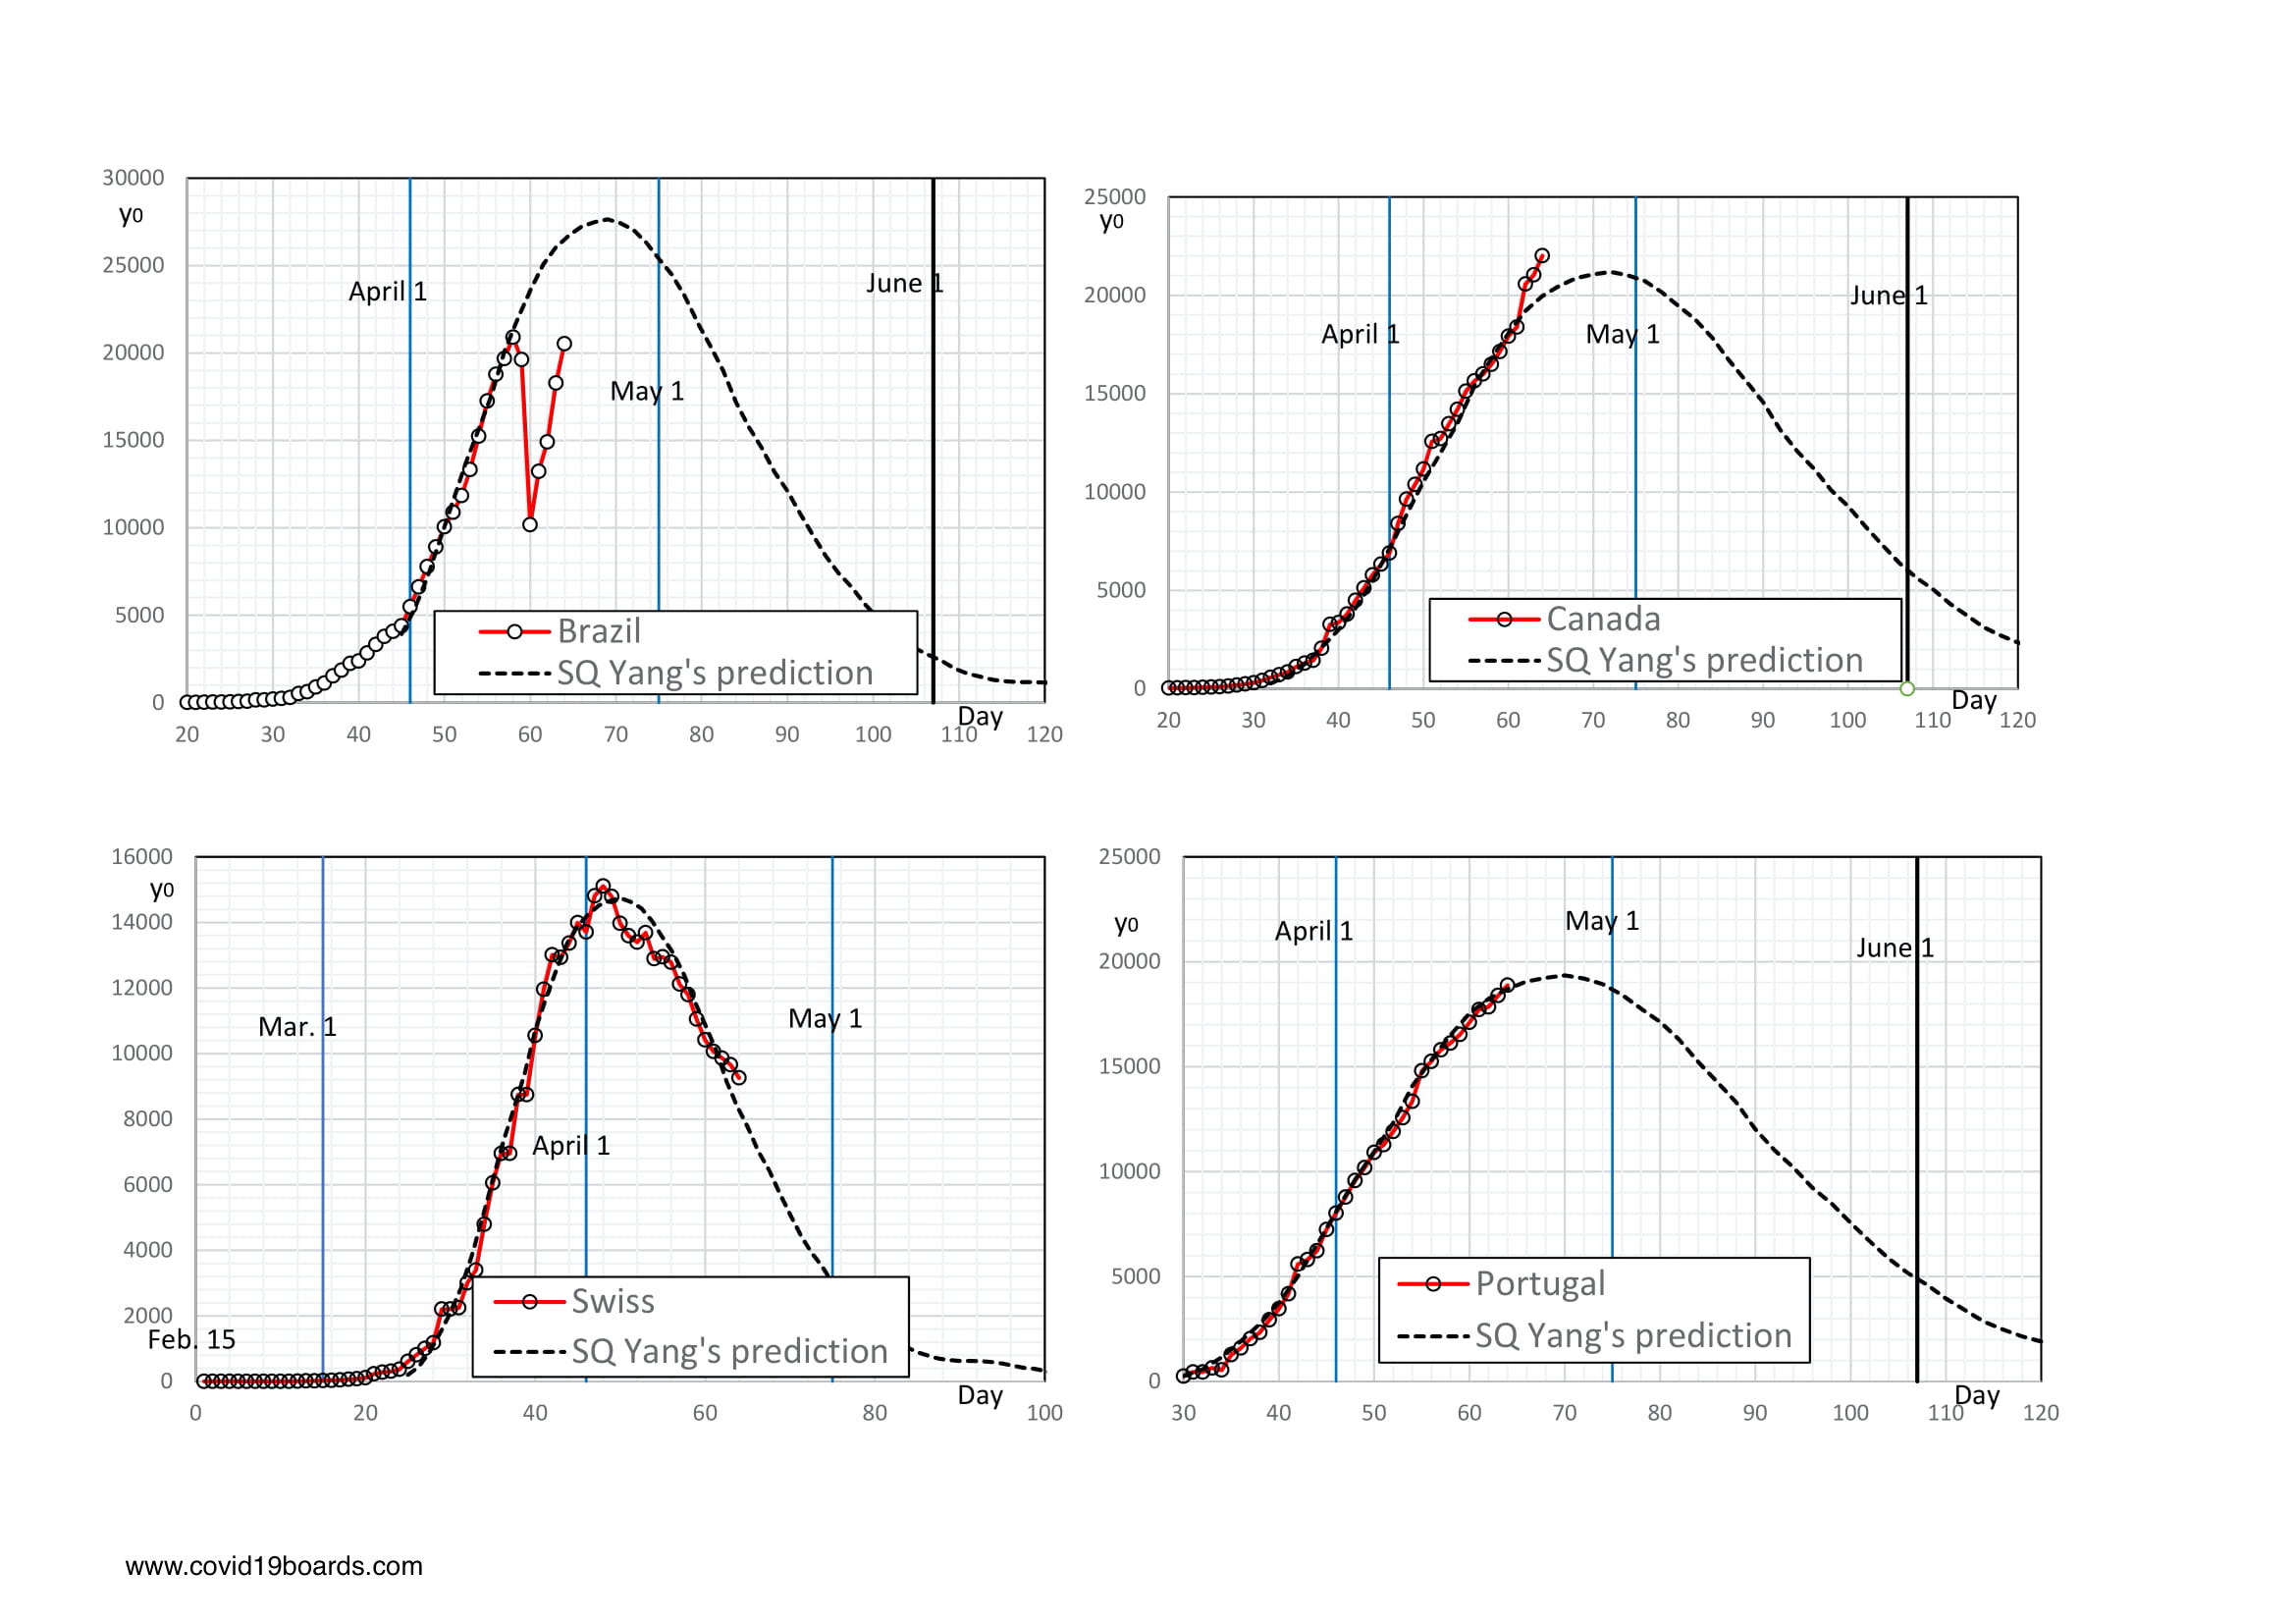 30000
y0
25000
20000
15000
10000
5000
0
April 1
May 1
June 1
Brazil
SQ Yang's prediction
Day
20 30 40 50 60 70 80 90 100 110 120
25000
y0
20000
15000
10000
5000
0
April 1
May 1
June 1
Canada
SQ Yang's prediction
Day
20 30 40 50 60 70 80 90 100 110 120
16000
y0
14000
12000
10000
8000
6000
4000
2000
0
Feb. 15
Mar. 1
April 1
May 1
Swiss
SQ Yang's prediction
Day
0 20 40 60 80 100
25000
y0
20000
15000
10000
5000
0
April 1
May 1
June 1
Portugal
SQ Yang's prediction
Day
30 40 50 60 70 80 90 100 110 120
www.covid19boards.com